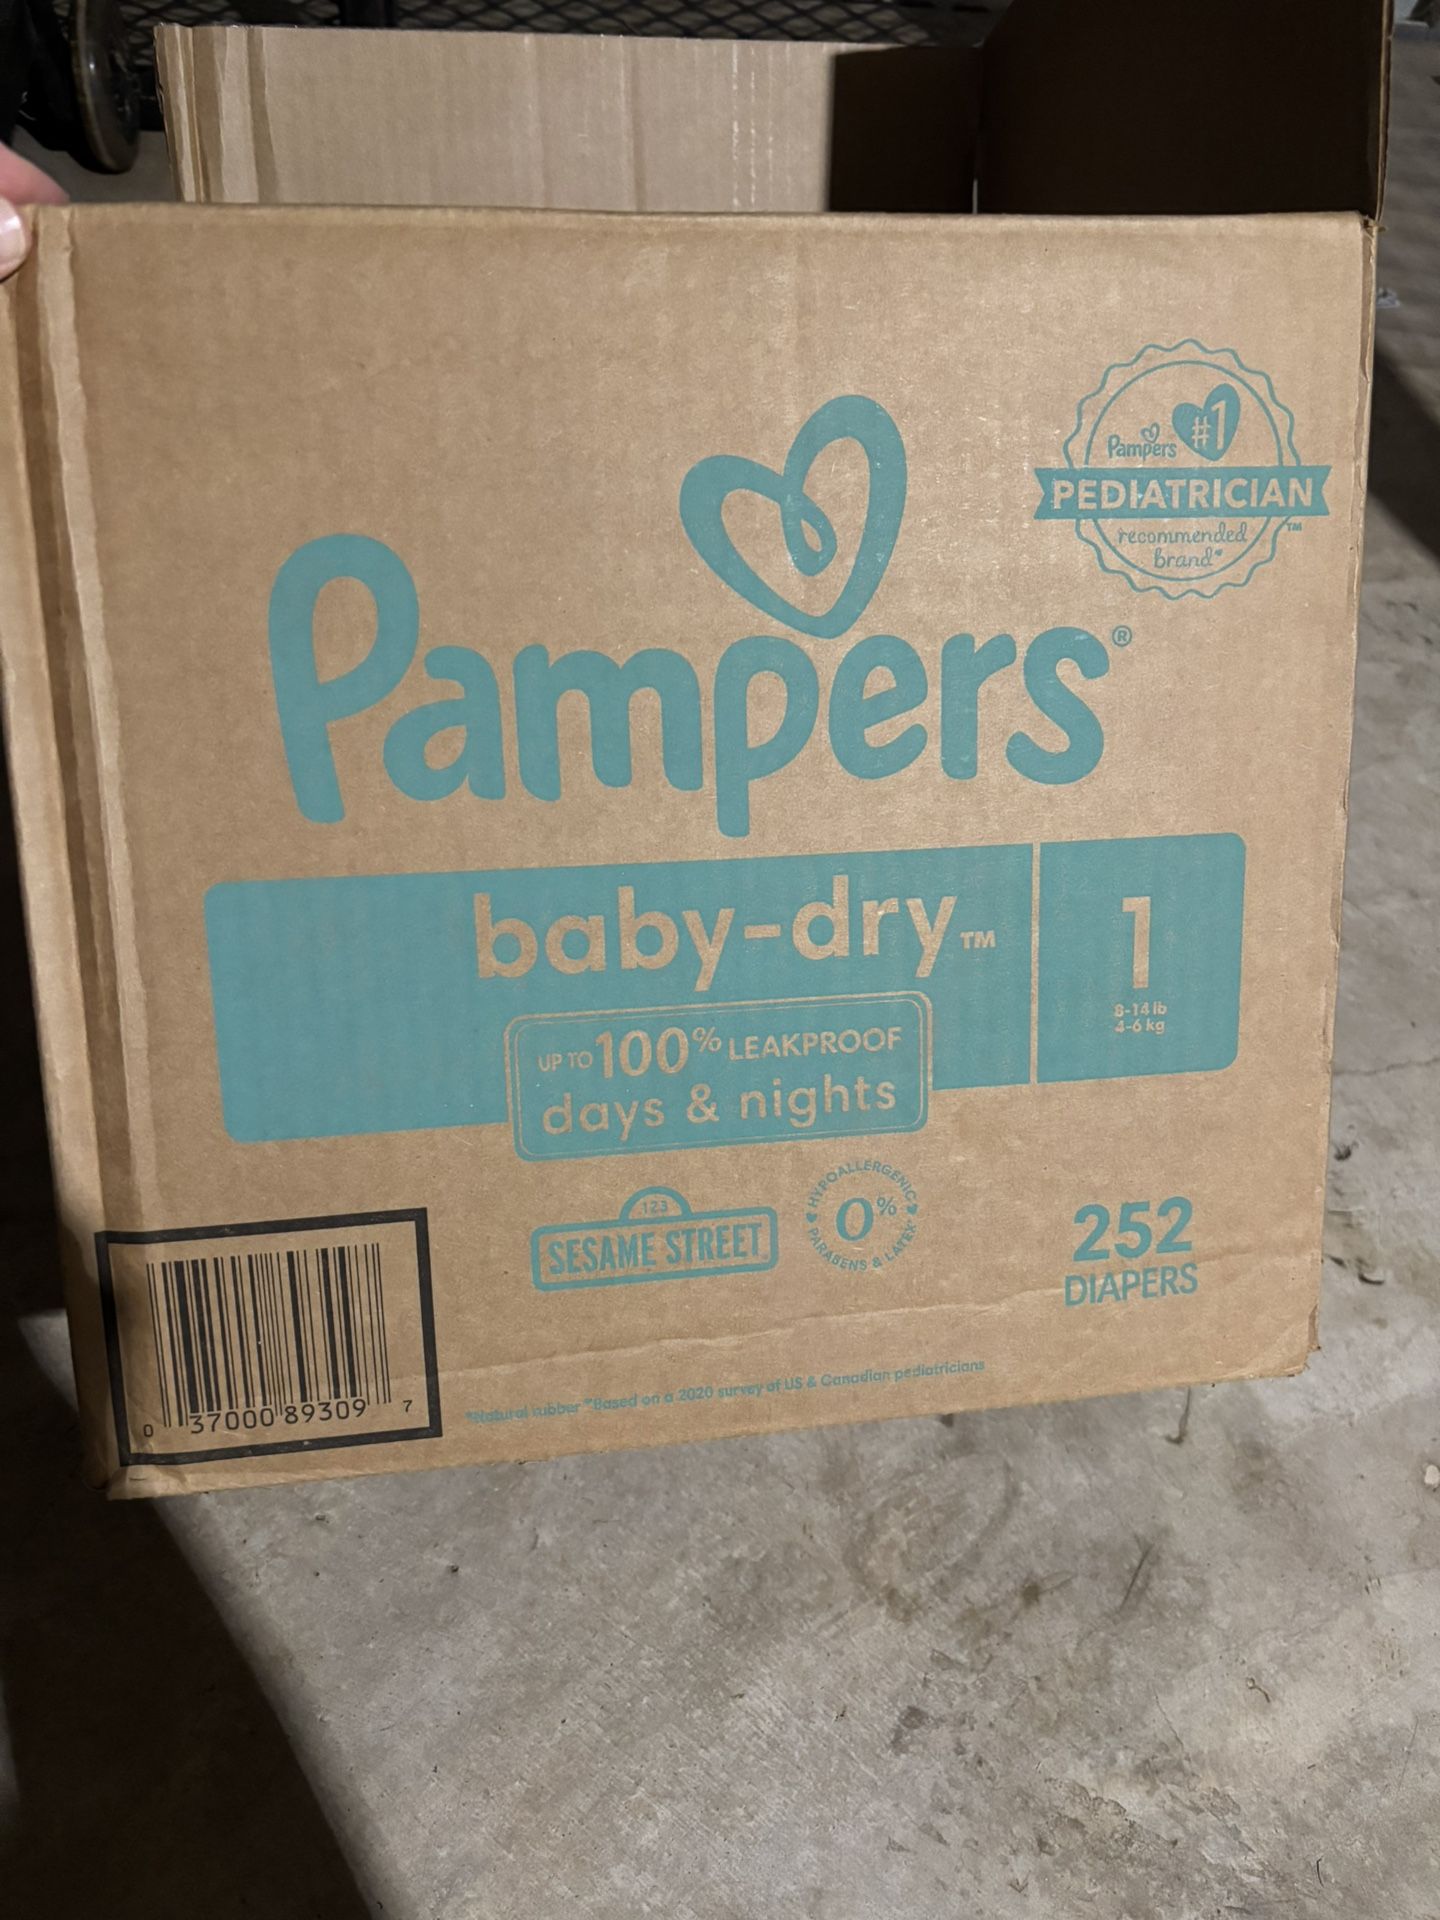 Pampers #1
PEDIATRICIAN™
recommended
brand*
Pampers®
baby-dry™
1
8-14 lb
4-6 kg
UP TO 100% LEAKPROOF
days & nights
123
SESAME STREET
HYPOALLERGENIC
0%
PARABENS & LATEX*
252
DIAPERS
0 37000 89309 7
*Natural rubber *Based on a 2020 survey of US & Canadian pediatricians